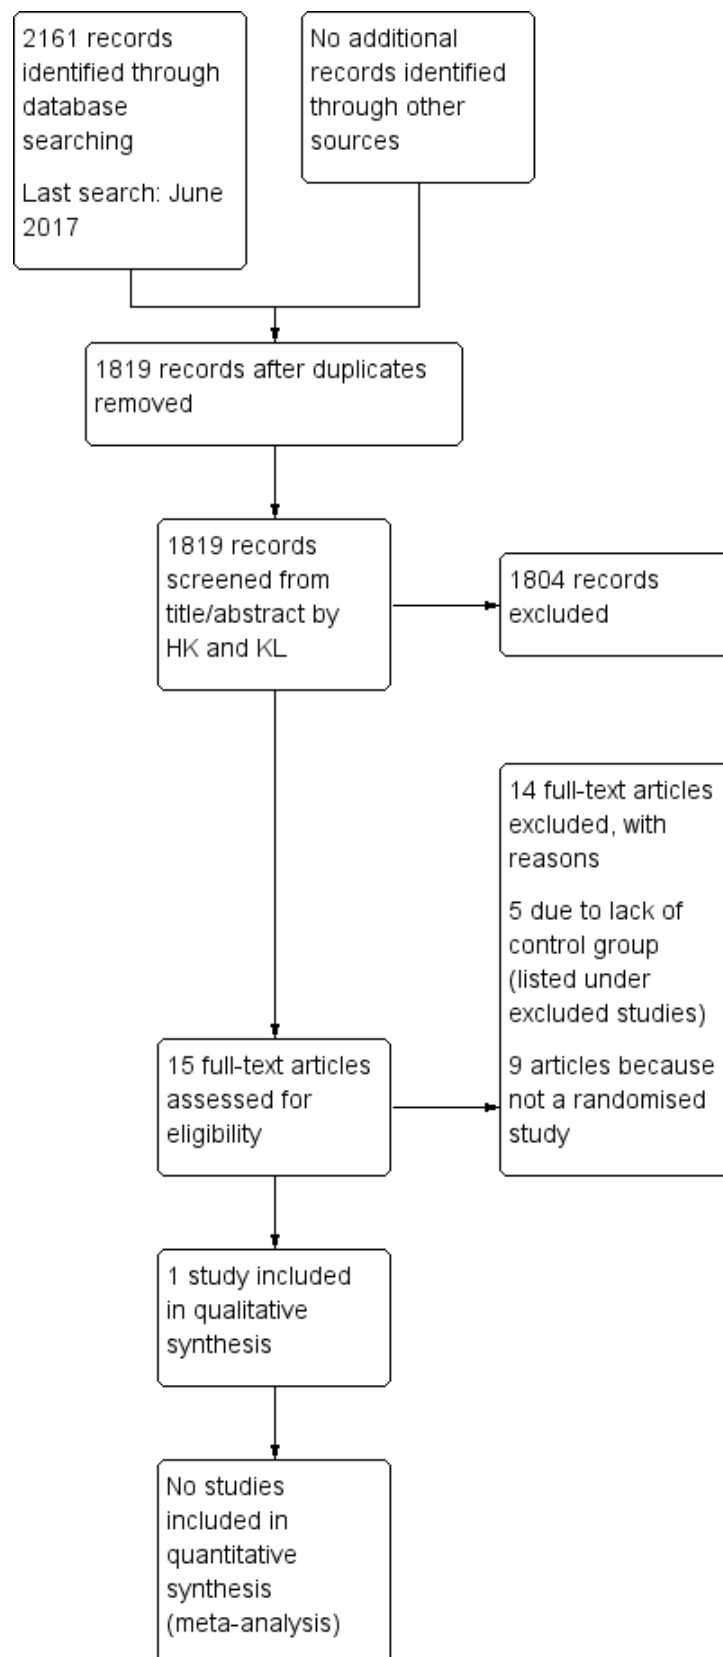 2161 records
identified through
database
searching
Last search: June
2017
No additional
records identified
through other
sources
1819 records after duplicates
removed
1819 records
screened from
title/abstract by
HK and KL
1804 records
excluded
14 full-text articles
excluded, with
reasons
5 due to lack of
control group
(listed under
excluded studies)
9 articles because
not a randomised
study
15 full-text articles
assessed for
eligibility
1 study included
in qualitative
synthesis
No studies
included in
quantitative
synthesis
(meta-analysis)